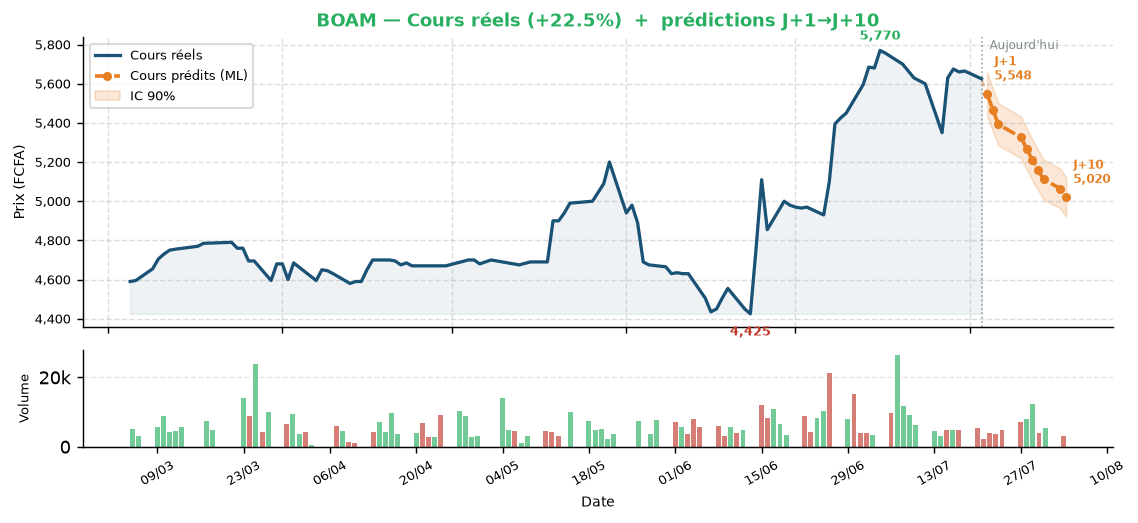 BOAM — Cours réels (+22.5%)  +  prédictions J+1→J+10
5,770
Aujourd'hui
Cours réels
Cours prédits (ML)
IC 90%
J+1
5,548
J+10
5,020
4,425
Prix (FCFA)
5,800
5,600
5,400
5,200
5,000
4,800
4,600
4,400
Volume
20k
0
09/03
23/03
06/04
20/04
04/05
18/05
01/06
15/06
29/06
13/07
27/07
10/08
Date